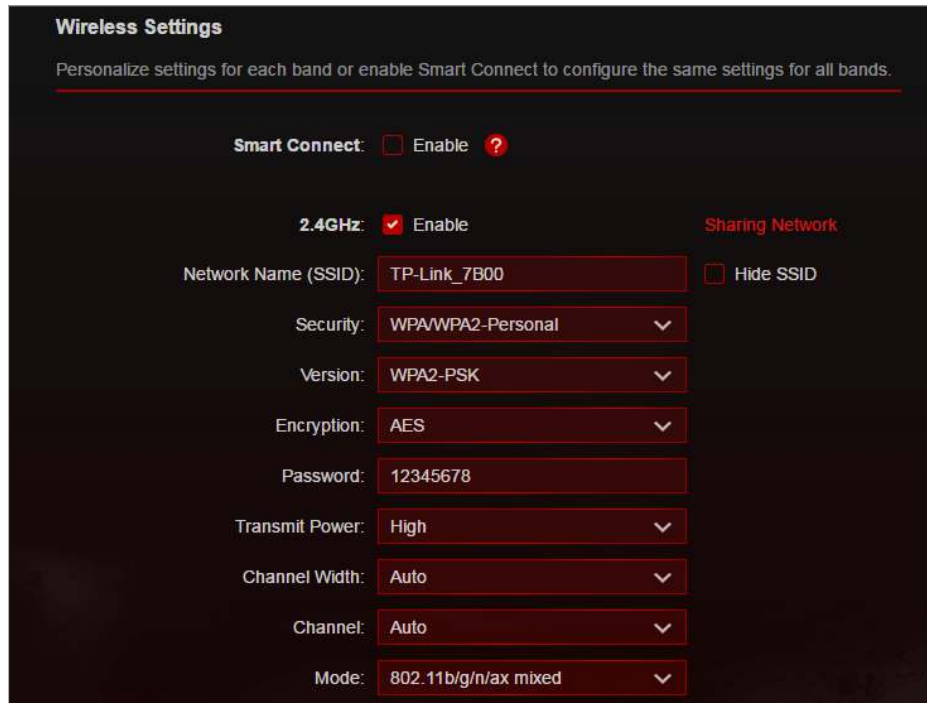 Wireless Settings
Personalize settings for each band or enable Smart Connect to configure the same settings for all bands.
Smart Connect: Enable ?
2.4GHz: Enable Sharing Network
Network Name (SSID): TP-Link_7B00 Hide SSID
Security: WPA/WPA2-Personal
Version: WPA2-PSK
Encryption: AES
Password: 12345678
Transmit Power: High
Channel Width: Auto
Channel: Auto
Mode: 802.11b/g/n/ax mixed